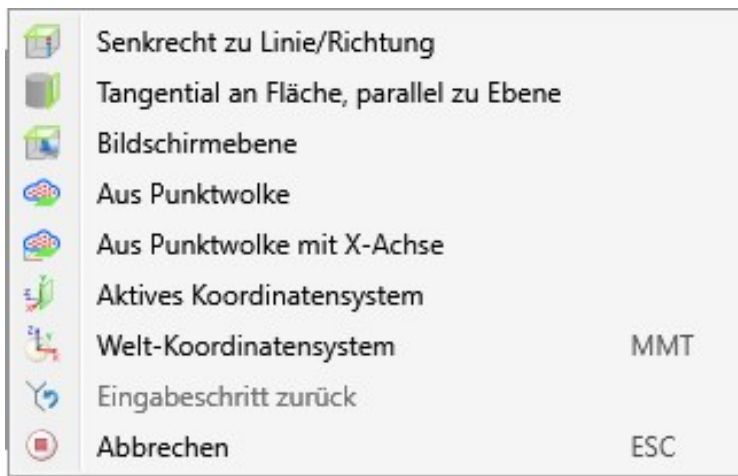 Senkrecht zu Linie/Richtung
Tangential an Fläche, parallel zu Ebene
Bildschirmebene
Aus Punktwolke
Aus Punktwolke mit X-Achse
Aktives Koordinatensystem
Welt-Koordinatensystem MMT
Eingabeschritt zurück
Abbrechen ESC